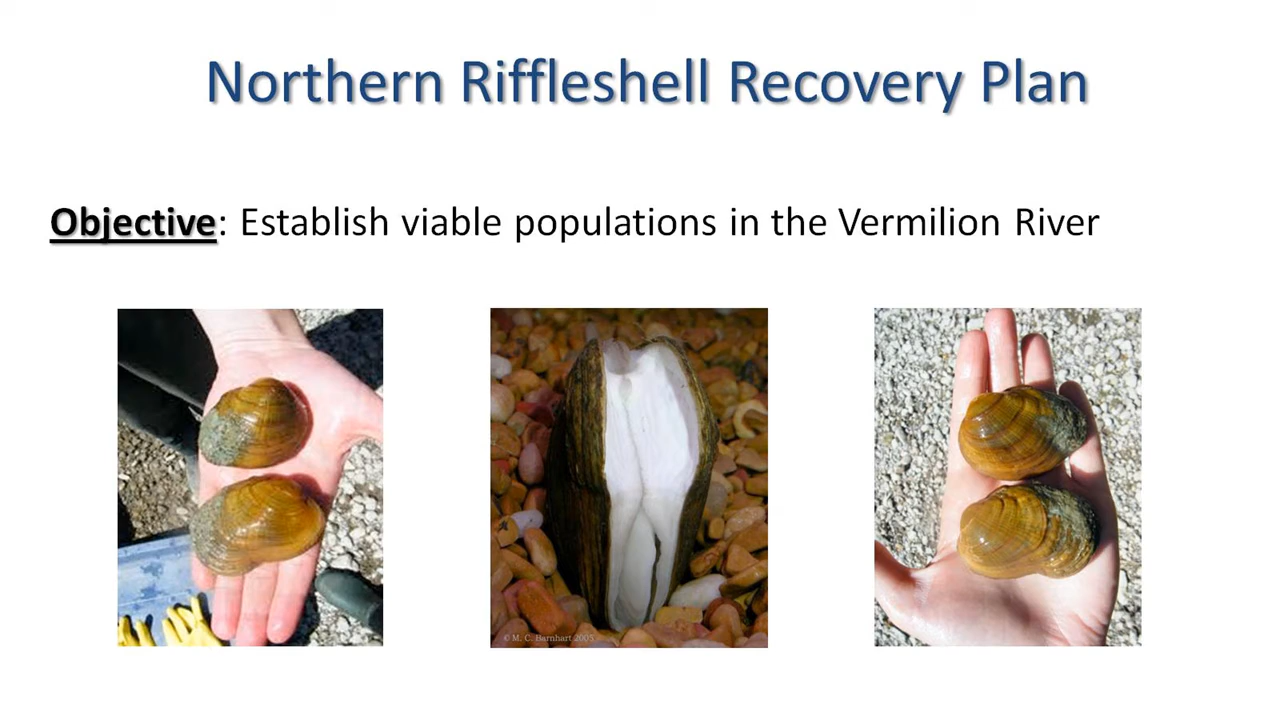 Northern Riffleshell Recovery Plan
Objective: Establish viable populations in the Vermilion River
© M. C. Barnhart 2005